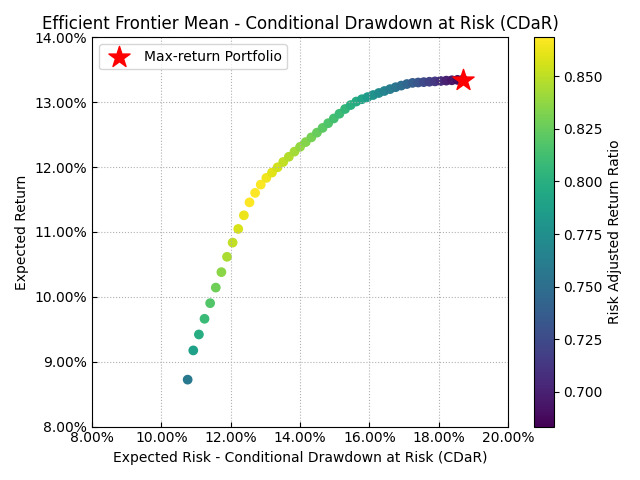 Efficient Frontier Mean - Conditional Drawdown at Risk (CDaR)
Max-return Portfolio
14.00%
13.00%
12.00%
11.00%
10.00%
9.00%
8.00%
Expected Return
8.00% 10.00% 12.00% 14.00% 16.00% 18.00% 20.00%
Expected Risk - Conditional Drawdown at Risk (CDaR)
0.850
0.825
0.800
0.775
0.750
0.725
0.700
Risk Adjusted Return Ratio